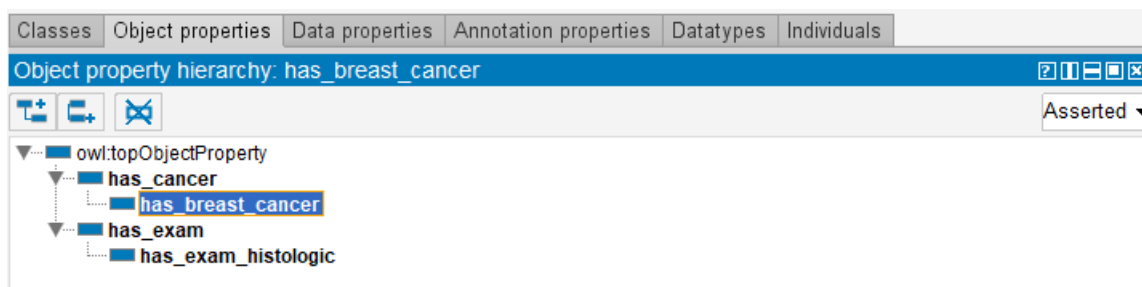 Classes Object properties Data properties Annotation properties Datatypes Individuals
Object property hierarchy: has_breast_cancer
Asserted
owl:topObjectProperty
has_cancer
has_breast_cancer
has_exam
has_exam_histologic